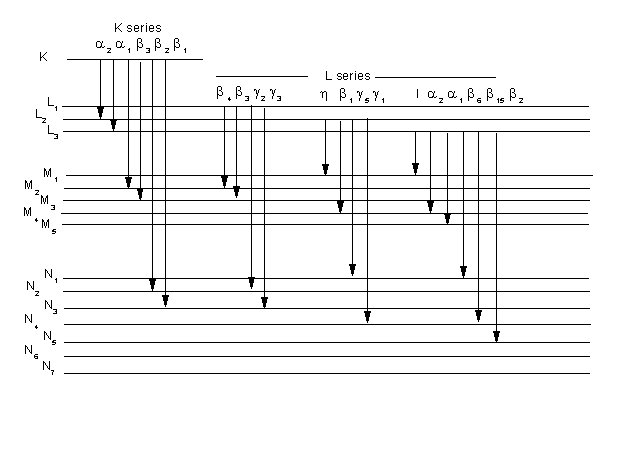 K series
α₂ α₁ β₃ β₂ β₁
K
L series
β₄ β₃ γ₂ γ₃ η β₁ γ₅ γ₁ l α₂ α₁ β₆ β₁₅ β₂
L₁
L₂
L₃
M₁
M₂
M₃
M₄ M₅
N₁
N₂
N₃
N₄
N₅
N₆
N₇